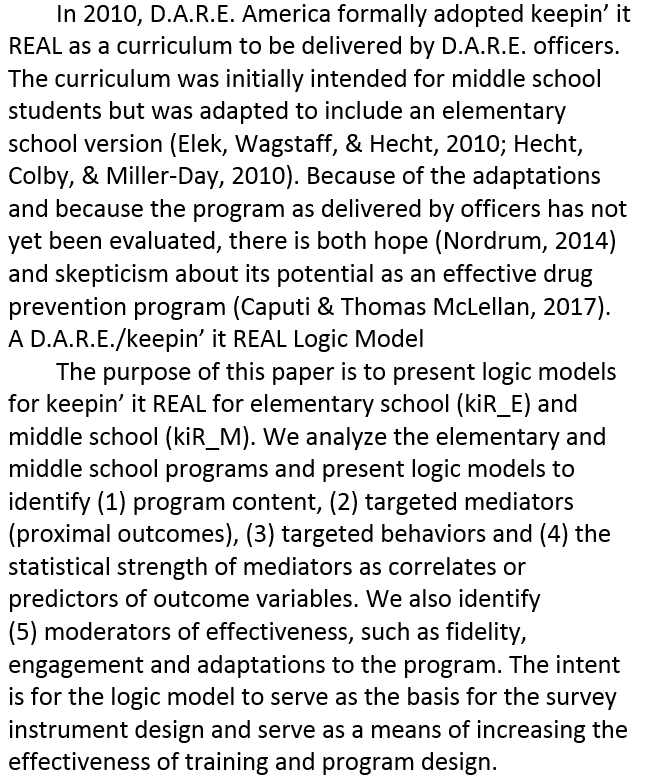 In 2010, D.A.R.E. America formally adopted keepin’ it
REAL as a curriculum to be delivered by D.A.R.E. officers.
The curriculum was initially intended for middle school
students but was adapted to include an elementary
school version (Elek, Wagstaff, & Hecht, 2010; Hecht,
Colby, & Miller-Day, 2010). Because of the adaptations
and because the program as delivered by officers has not
yet been evaluated, there is both hope (Nordrum, 2014)
and skepticism about its potential as an effective drug
prevention program (Caputi & Thomas McLellan, 2017).
A D.A.R.E./keepin’ it REAL Logic Model
The purpose of this paper is to present logic models
for keepin’ it REAL for elementary school (kiR_E) and
middle school (kiR_M). We analyze the elementary and
middle school programs and present logic models to
identify (1) program content, (2) targeted mediators
(proximal outcomes), (3) targeted behaviors and (4) the
statistical strength of mediators as correlates or
predictors of outcome variables. We also identify
(5) moderators of effectiveness, such as fidelity,
engagement and adaptations to the program. The intent
is for the logic model to serve as the basis for the survey
instrument design and serve as a means of increasing the
effectiveness of training and program design.